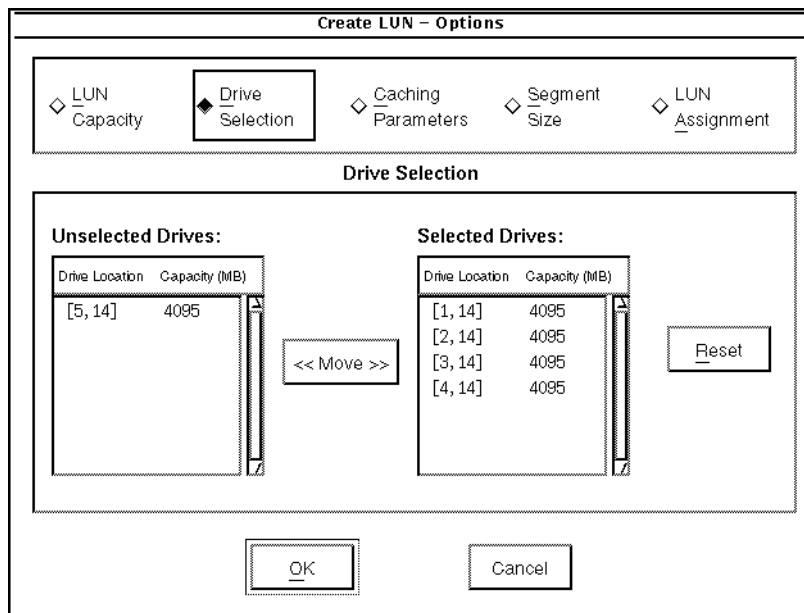 Create LUN – Options
LUN Capacity
Drive Selection
Caching Parameters
Segment Size
LUN Assignment
Drive Selection
Unselected Drives:
Drive Location Capacity (MB)
[5, 14] 4095
<< Move >>
Selected Drives:
Drive Location Capacity (MB)
[1, 14] 4095
[2, 14] 4095
[3, 14] 4095
[4, 14] 4095
Reset
OK
Cancel